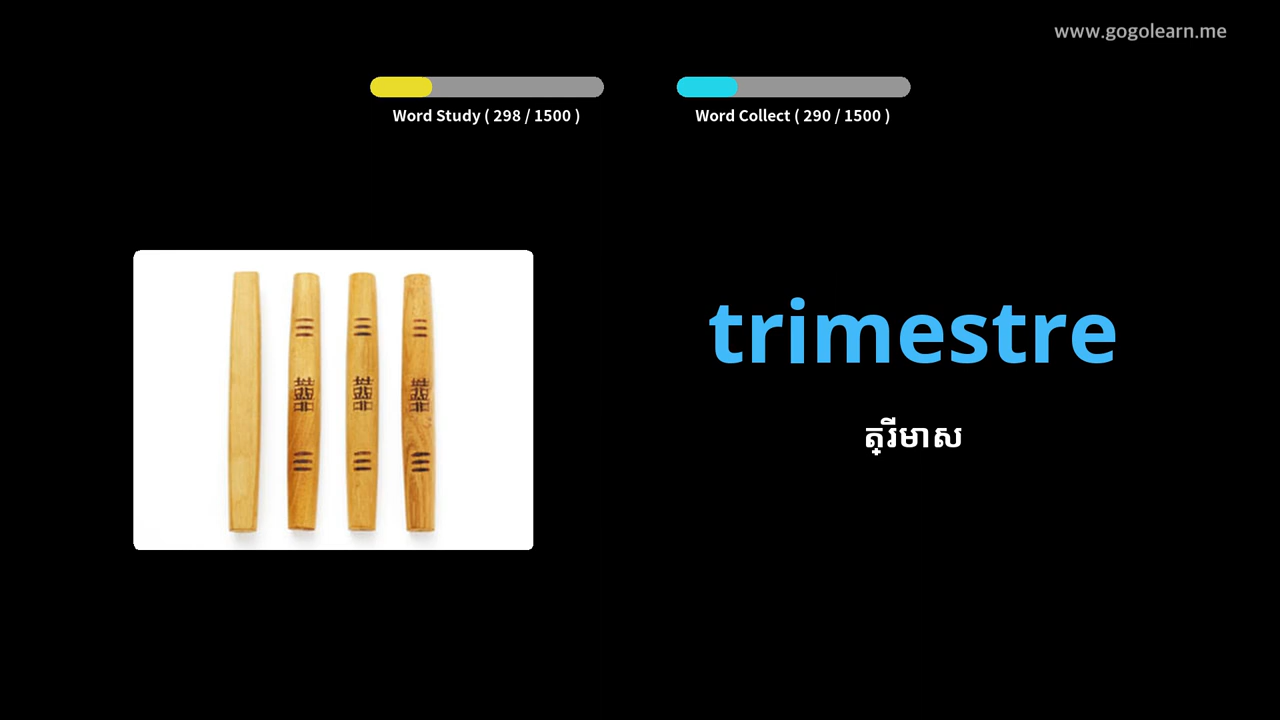 www.gogolearn.me
Word Study ( 298 / 1500 )
Word Collect ( 290 / 1500 )
trimestre
ត្រីមាស